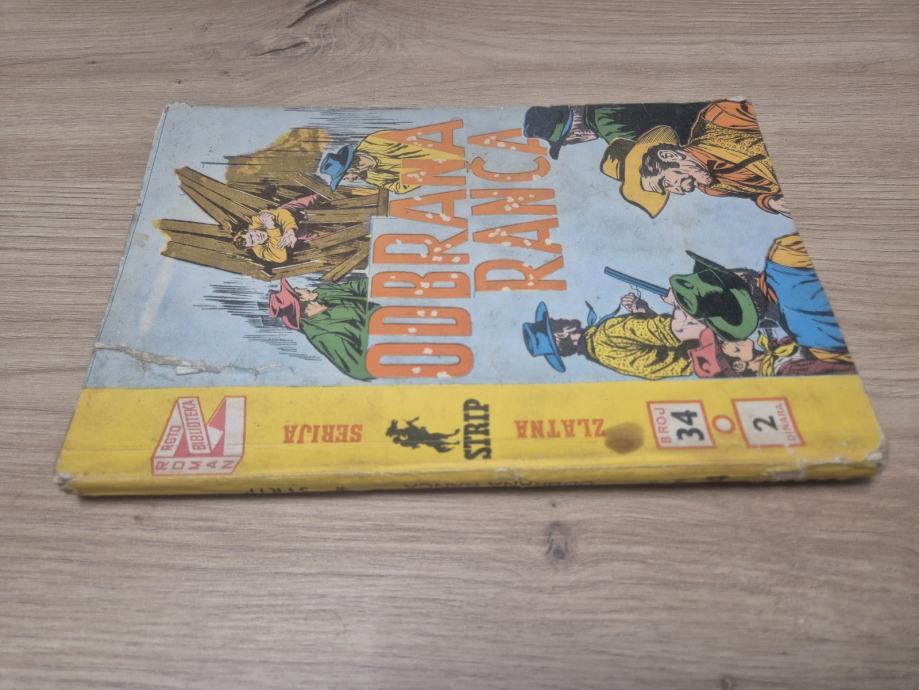 ODBRANA
RANČA
BROJ
34
2
DINARA
ZLATNA
STRIP
SERIJA
ROTO
BIBLIOTEKA
ROMAN